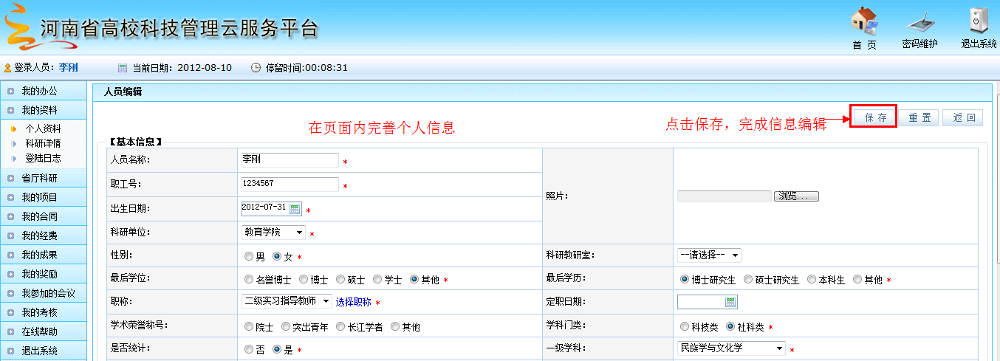 河南省高校科技管理云服务平台
首 页
密码维护
退出系统
登录人员：李刚 当前日期：2012-08-10 停留时间:00:08:31
我的办公
我的资料
个人资料
科研详情
登陆日志
省厅科研
我的项目
我的合同
我的经费
我的成果
我的奖励
我参加的会议
我的考核
在线帮助
退出系统
人员编辑
在页面内完善个人信息
点击保存，完成信息编辑
保 存 重 置 返 回
【基本信息】
人员名称： 李刚 *
职工号： 1234567 *
出生日期： 2012-07-31 *
科研单位： 教育学院 *
照片： 浏览...
性别： 男 女 * 科研教研室： --请选择--
最后学位： 名誉博士 博士 硕士 学士 其他 * 最后学历： 博士研究生 硕士研究生 本科生 其他 *
职称： 二级实习指导教师 选择职称 * 定职日期：
学术荣誉称号： 院士 突出青年 长江学者 其他 学科门类： 科技类 社科类 *
是否统计： 否 是 * 一级学科： 民族学与文化学 *